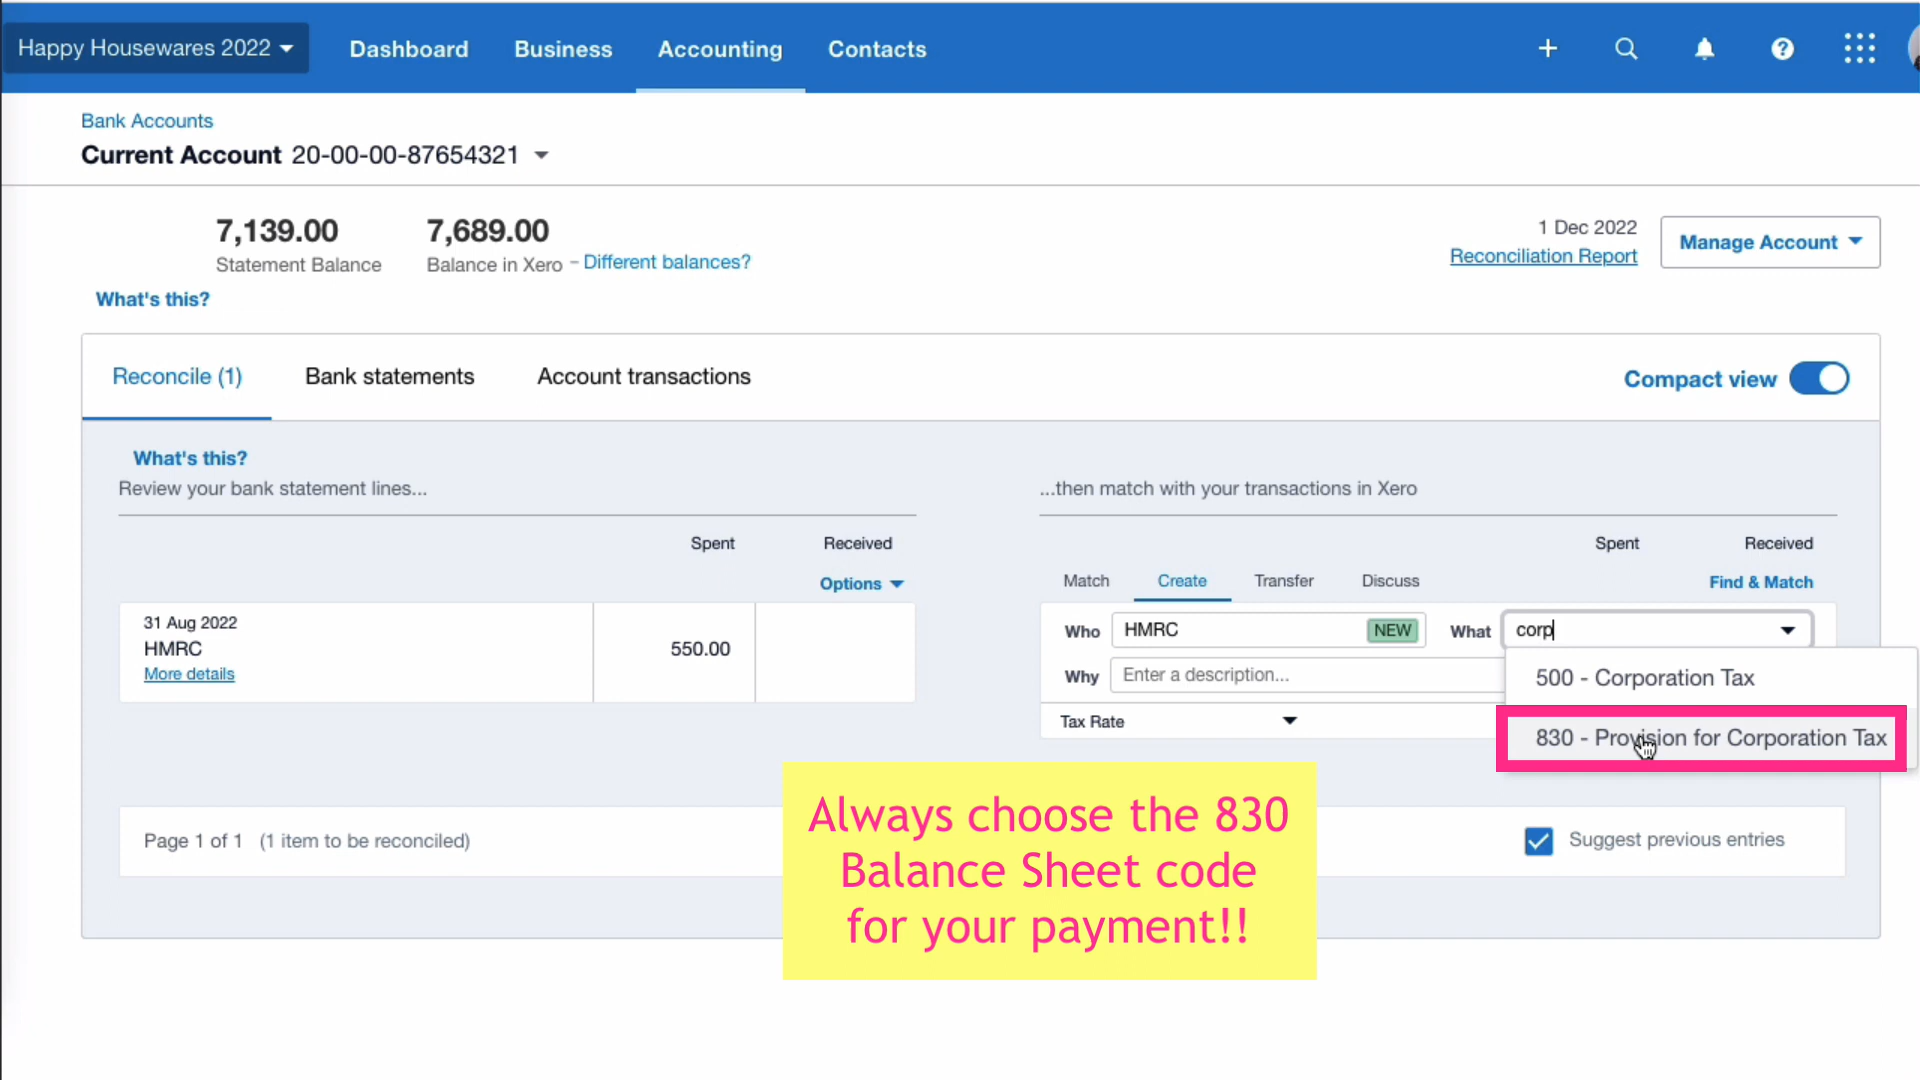 Happy Housewares 2022
Dashboard
Business
Accounting
Contacts
Bank Accounts
Current Account 20-00-00-87654321
7,139.00
Statement Balance
7,689.00
Balance in Xero - Different balances?
What's this?
1 Dec 2022
Reconciliation Report
Manage Account
Reconcile (1)
Bank statements
Account transactions
Compact view
What's this?
Review your bank statement lines...
...then match with your transactions in Xero
Spent
Received
Options
31 Aug 2022
HMRC
More details
550.00
Spent
Received
Match
Create
Transfer
Discuss
Find & Match
Who
HMRC
NEW
What
corp
Why
Enter a description...
Tax Rate
500 - Corporation Tax
830 - Provision for Corporation Tax
Always choose the 830
Balance Sheet code
for your payment!!
Page 1 of 1 (1 item to be reconciled)
Suggest previous entries